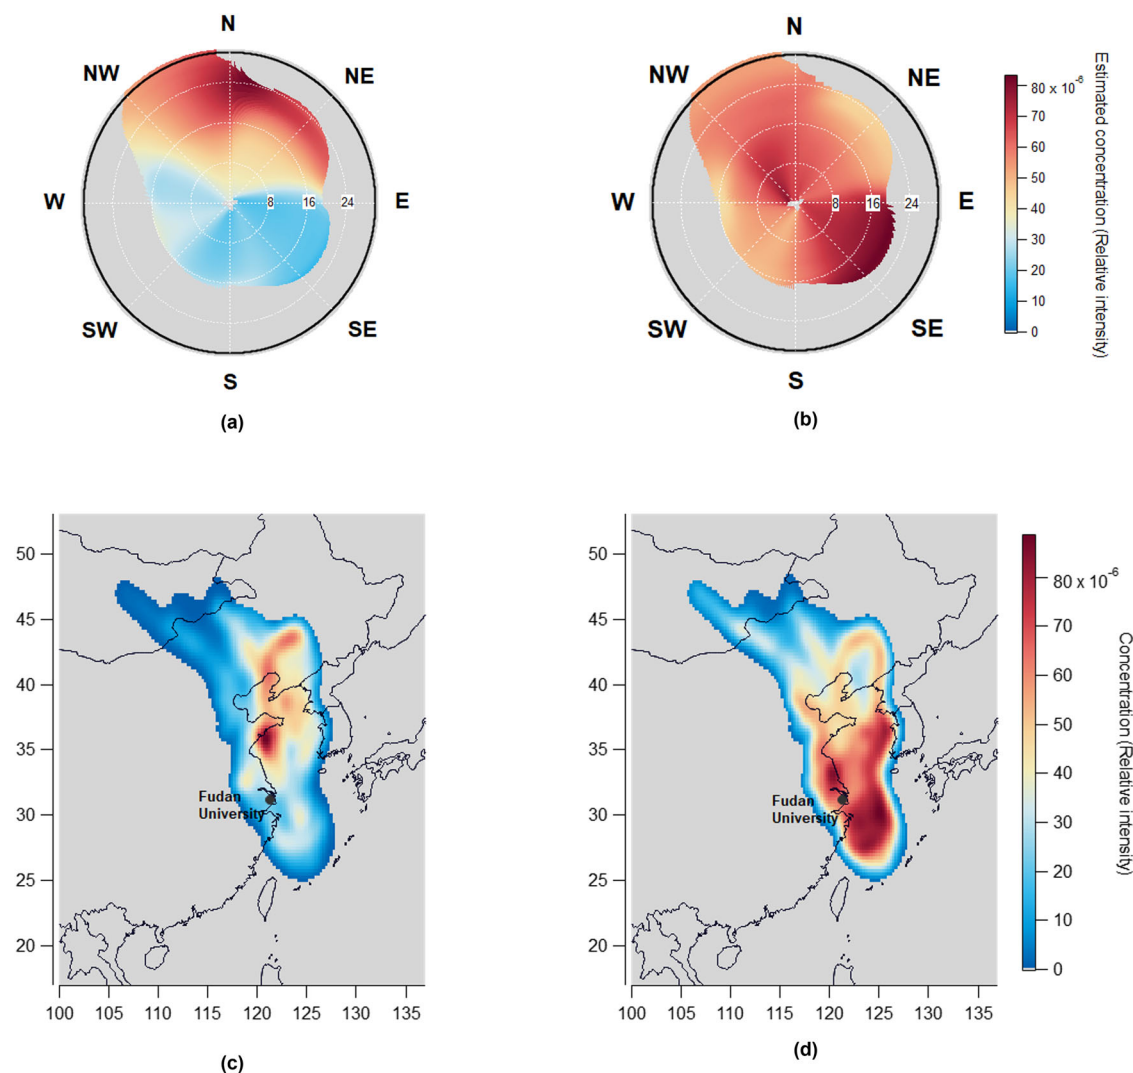 N
NW
NE
W
8
16
24
E
SW
SE
S
(a)
N
NW
NE
W
8
16
24
E
SW
SE
S
(b)
80 x 10⁻⁶
70
60
50
40
30
20
10
0
Estimated concentration (Relative intensity)
50
45
40
35
30
25
20
Fudan
University
100
105
110
115
120
125
130
135
(c)
50
45
40
35
30
25
20
Fudan
University
100
105
110
115
120
125
130
135
(d)
80 x 10⁻⁶
70
60
50
40
30
20
10
0
Concentration (Relative intensity)